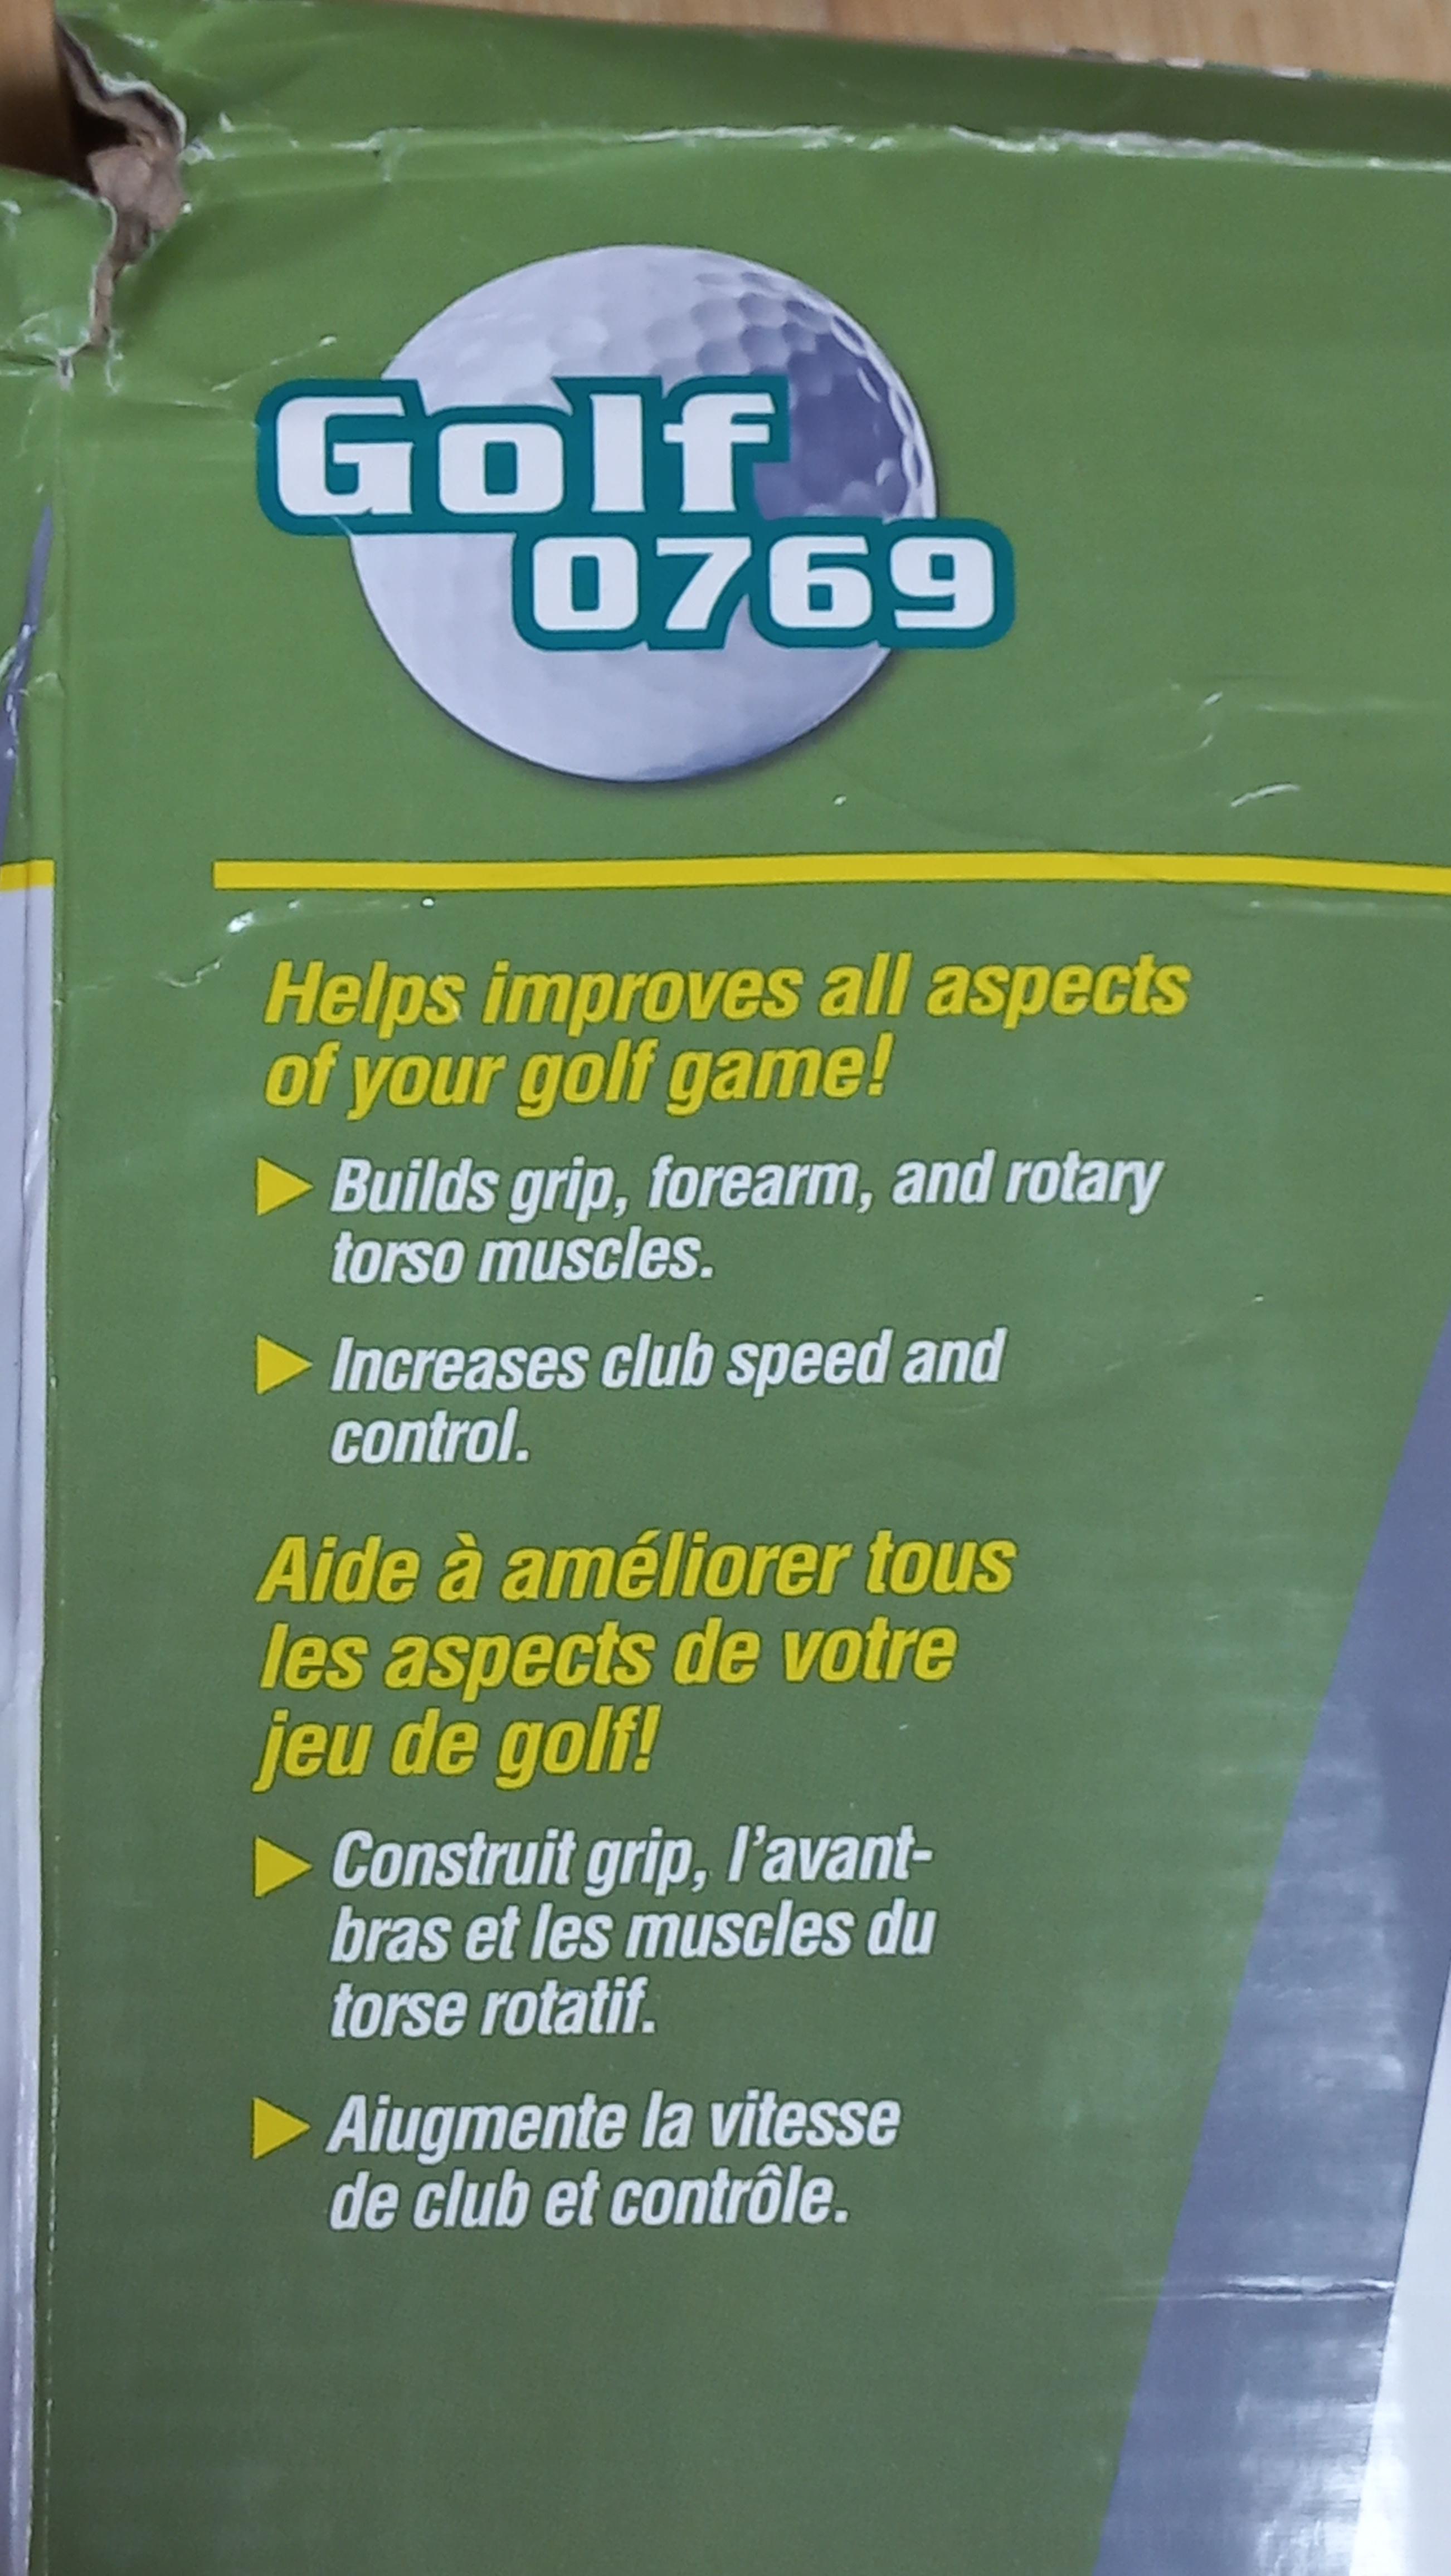 Golf
0769
Helps improves all aspects
of your golf game!
Builds grip, forearm, and rotary
torso muscles.
Increases club speed and
control.
Aide à améliorer tous
les aspects de votre
jeu de golf!
Construit grip, l'avant-
bras et les muscles du
torse rotatif.
Aiugmente la vitesse
de club et contrôle.